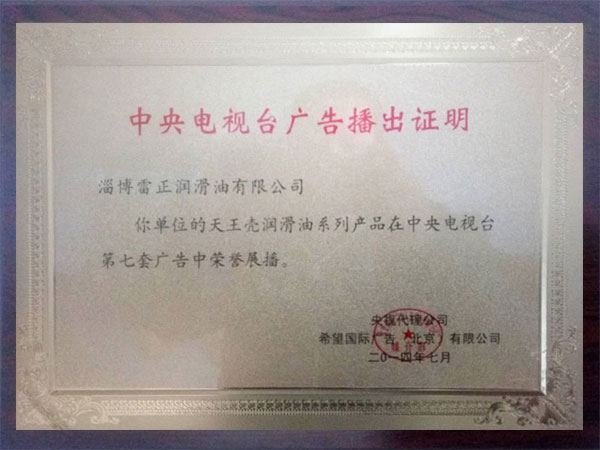 中央电视台广告播出证明
淄博雷正润滑油有限公司
你单位的天王壳润滑油系列产品在中央电视台
第七套广告中荣誉展播。
央视代理公司
希望国际广告（北京）有限公司
二〇一四年七月